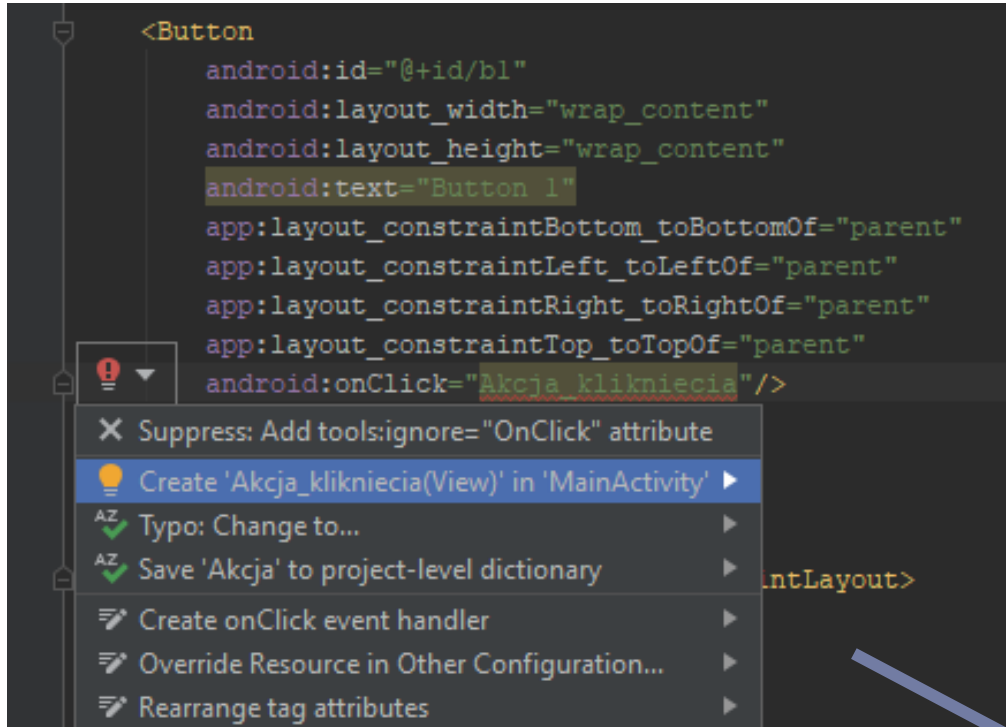 <Button
android:id="@+id/b1"
android:layout_width="wrap_content"
android:layout_height="wrap_content"
android:text="Button 1"
app:layout_constraintBottom_toBottomOf="parent"
app:layout_constraintLeft_toLeftOf="parent"
app:layout_constraintRight_toRightOf="parent"
app:layout_constraintTop_toTopOf="parent"
android:onClick="Akcja_klikniecia"/>
Suppress: Add tools:ignore="OnClick" attribute
Create 'Akcja_klikniecia(View)' in 'MainActivity'
Typo: Change to...
Save 'Akcja' to project-level dictionary
intLayout>
Create onClick event handler
Override Resource in Other Configuration...
Rearrange tag attributes